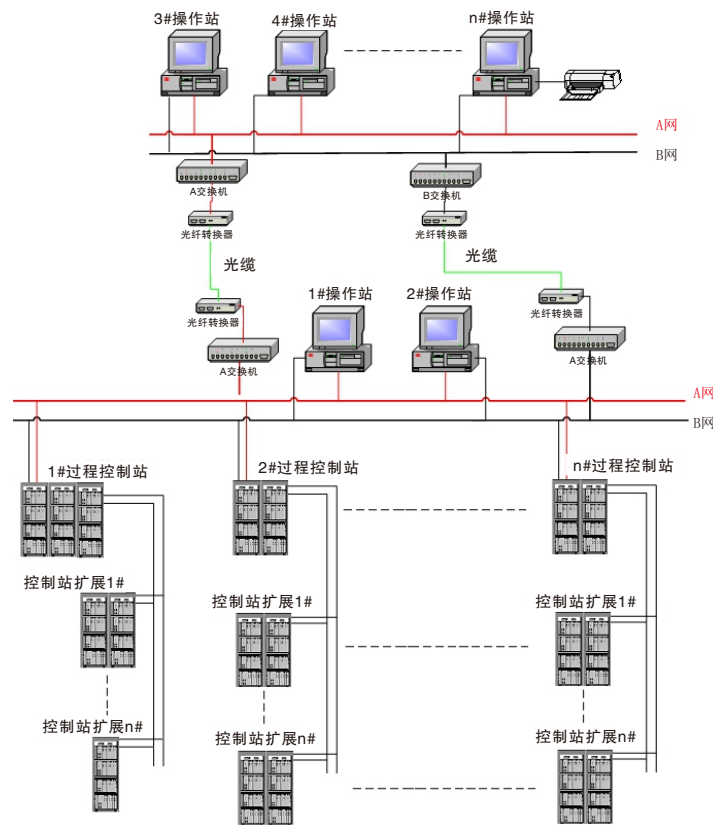 3#操作站
4#操作站
n#操作站
A网
B网
A交换机
B交换机
光纤转换器
光纤转换器
光缆
光缆
1#操作站
2#操作站
光纤转换器
光纤转换器
A交换机
A交换机
A网
B网
1#过程控制站
2#过程控制站
n#过程控制站
控制站扩展1#
控制站扩展1#
控制站扩展1#
控制站扩展n#
控制站扩展n#
控制站扩展n#